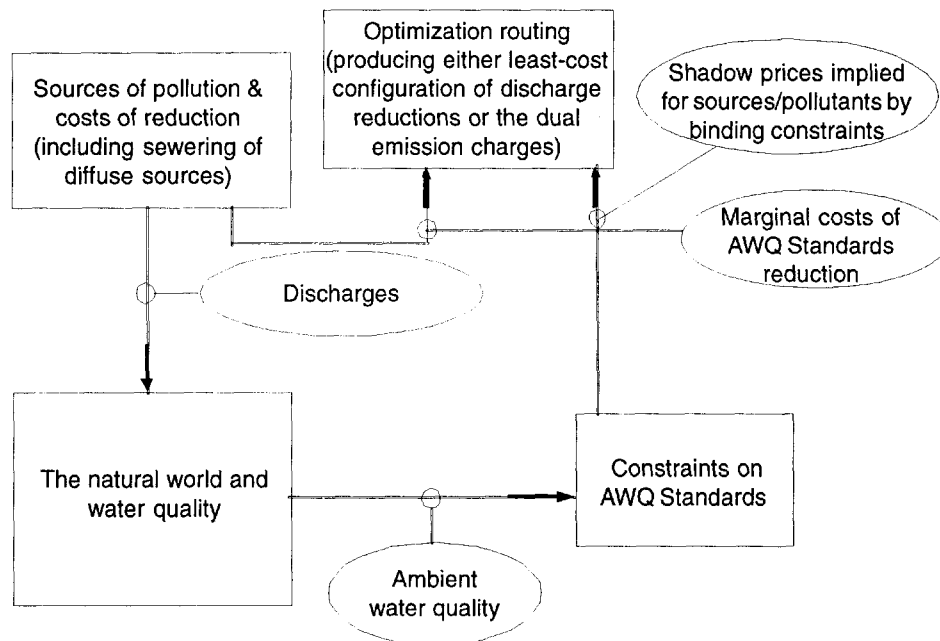 Optimization routing
(producing either least-cost
configuration of discharge
reductions or the dual
emission charges)
Sources of pollution &
costs of reduction
(including sewering of
diffuse sources)
Shadow prices implied
for sources/pollutants by
binding constraints
Marginal costs of
AWQ Standards
reduction
Discharges
The natural world and
water quality
Constraints on
AWQ Standards
Ambient
water quality